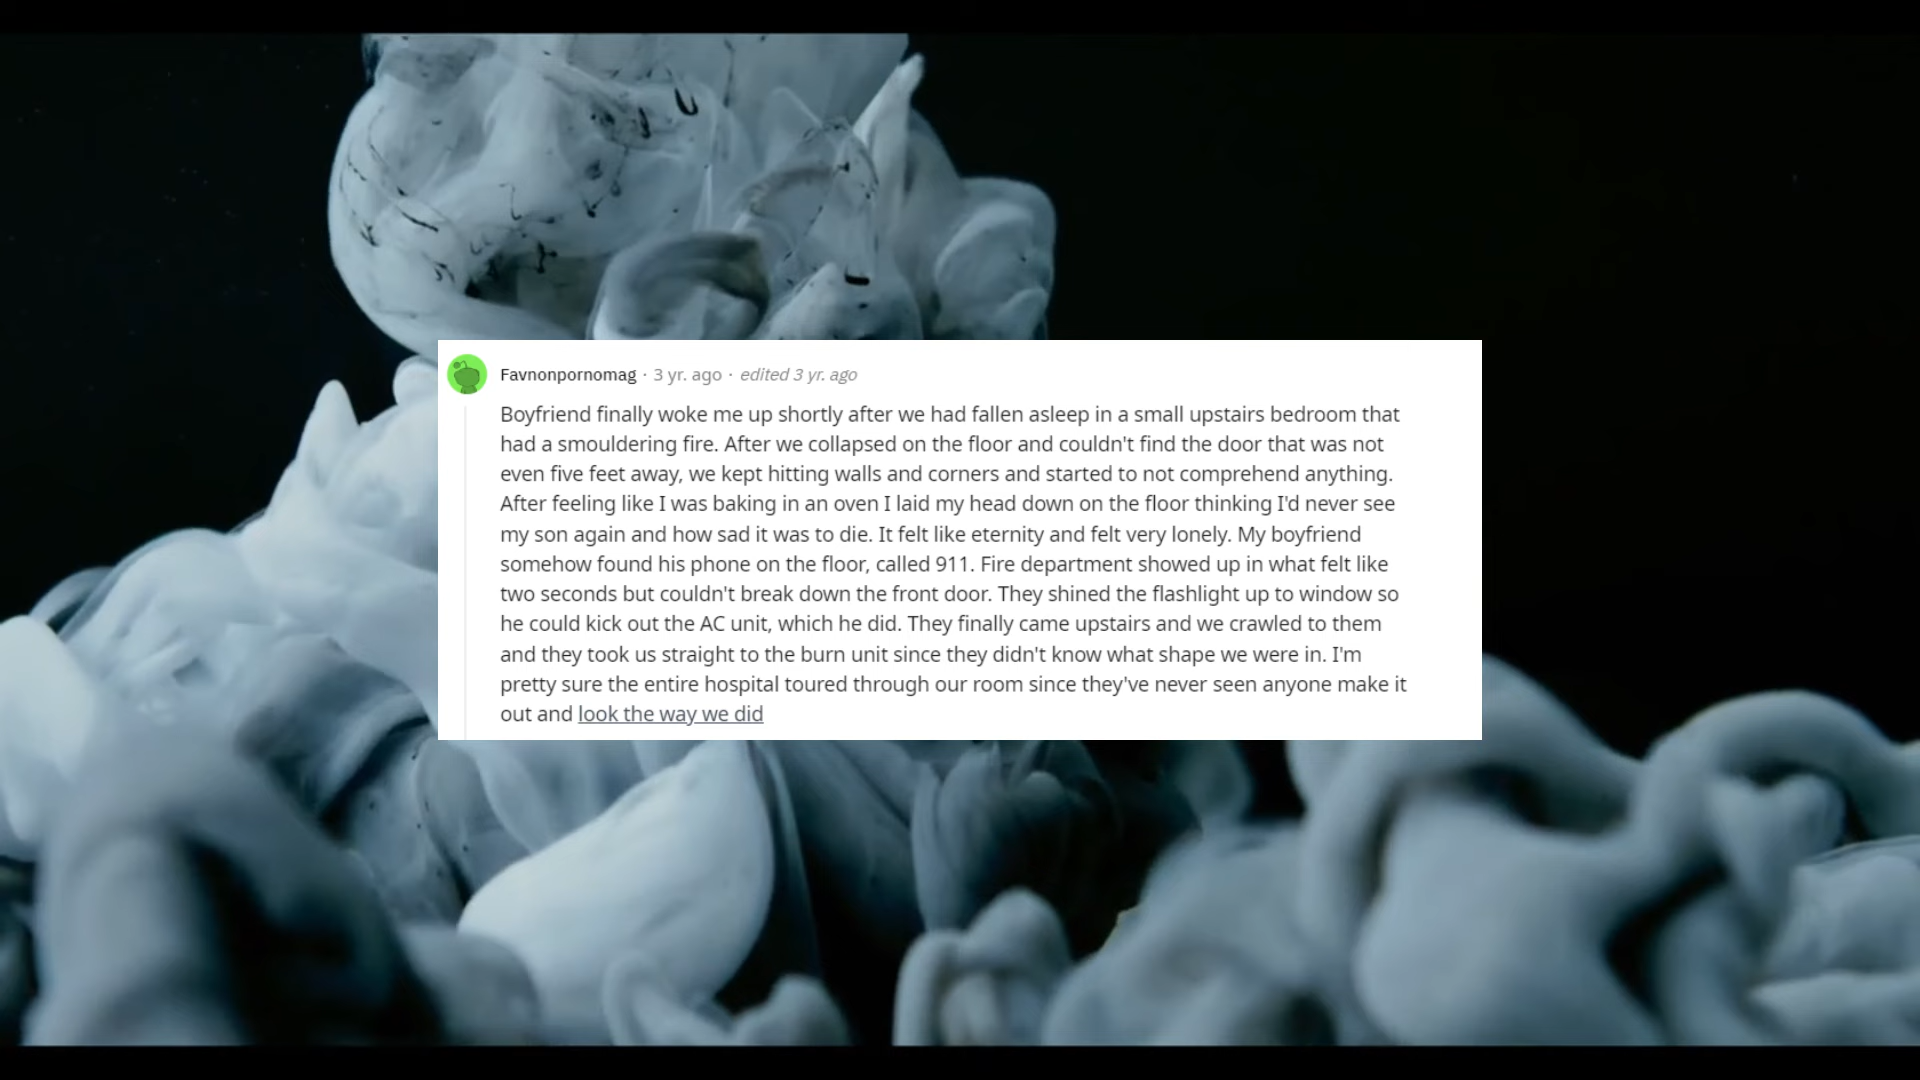 Favnonpornomag · 3 yr. ago · edited 3 yr. ago
Boyfriend finally woke me up shortly after we had fallen asleep in a small upstairs bedroom that
had a smouldering fire. After we collapsed on the floor and couldn't find the door that was not
even five feet away, we kept hitting walls and corners and started to not comprehend anything.
After feeling like I was baking in an oven I laid my head down on the floor thinking I'd never see
my son again and how sad it was to die. It felt like eternity and felt very lonely. My boyfriend
somehow found his phone on the floor, called 911. Fire department showed up in what felt like
two seconds but couldn't break down the front door. They shined the flashlight up to window so
he could kick out the AC unit, which he did. They finally came upstairs and we crawled to them
and they took us straight to the burn unit since they didn't know what shape we were in. I'm
pretty sure the entire hospital toured through our room since they've never seen anyone make it
out and look the way we did